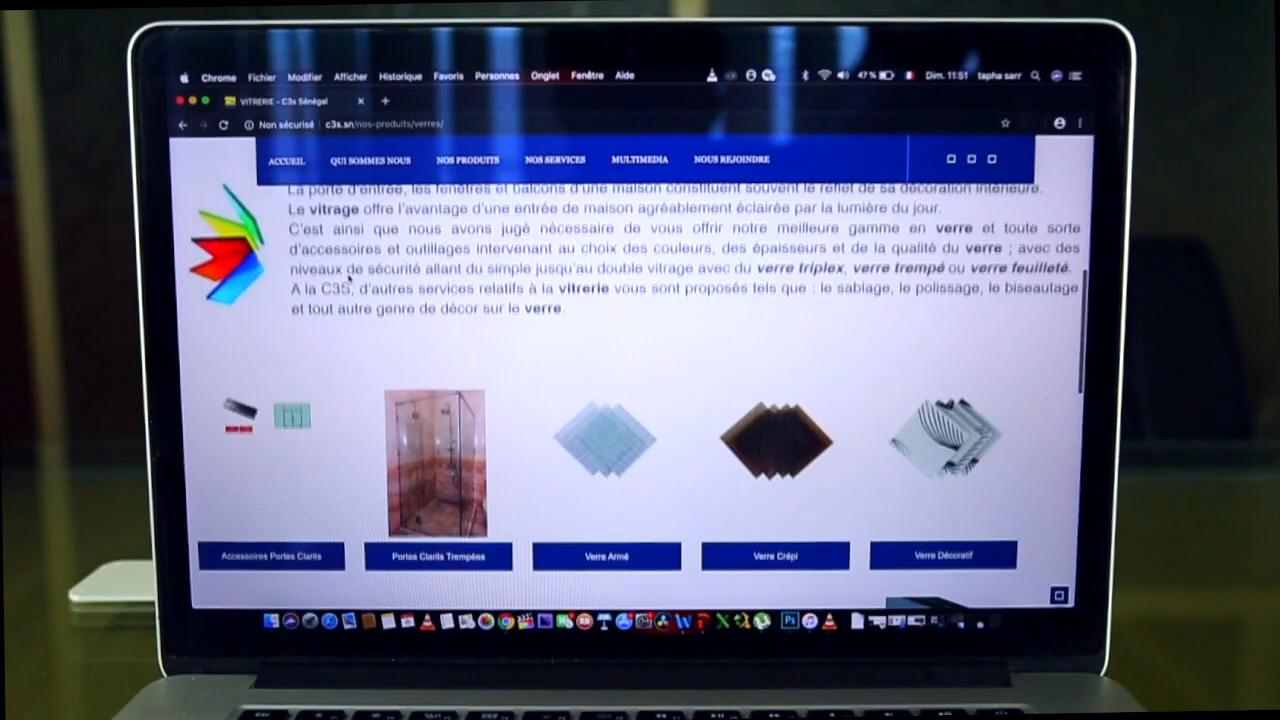 Chrome Fichier Modifier Afficher Historique Favoris Personnes Onglet Fenêtre Aide 47 % Dim. 11:51 tapha sarr
VITRERIE - C3s Sénégal
Non sécurisé c3s.sn/nos-produits/verres/
ACCUEIL QUI SOMMES NOUS NOS PRODUITS NOS SERVICES MULTIMEDIA NOUS REJOINDRE
La porte d'entrée, les fenêtres et balcons d'une maison constituent souvent le reflet de sa décoration intérieure.
Le vitrage offre l'avantage d'une entrée de maison agréablement éclairée par la lumière du jour.
C'est ainsi que nous avons jugé nécessaire de vous offrir notre meilleure gamme en verre et toute sorte
d'accessoires et outillages intervenant au choix des couleurs, des épaisseurs et de la qualité du verre ; avec des
niveaux de sécurité allant du simple jusqu'au double vitrage avec du verre triplex, verre trempé ou verre feuilleté.
A la C3S, d'autres services relatifs à la vitrerie vous sont proposés tels que : le sablage, le polissage, le biseautage
et tout autre genre de décor sur le verre.
Accessoires Portes Clarits Portes Clarits Trempées Verre Armé Verre Crépi Verre Décoratif
Ps